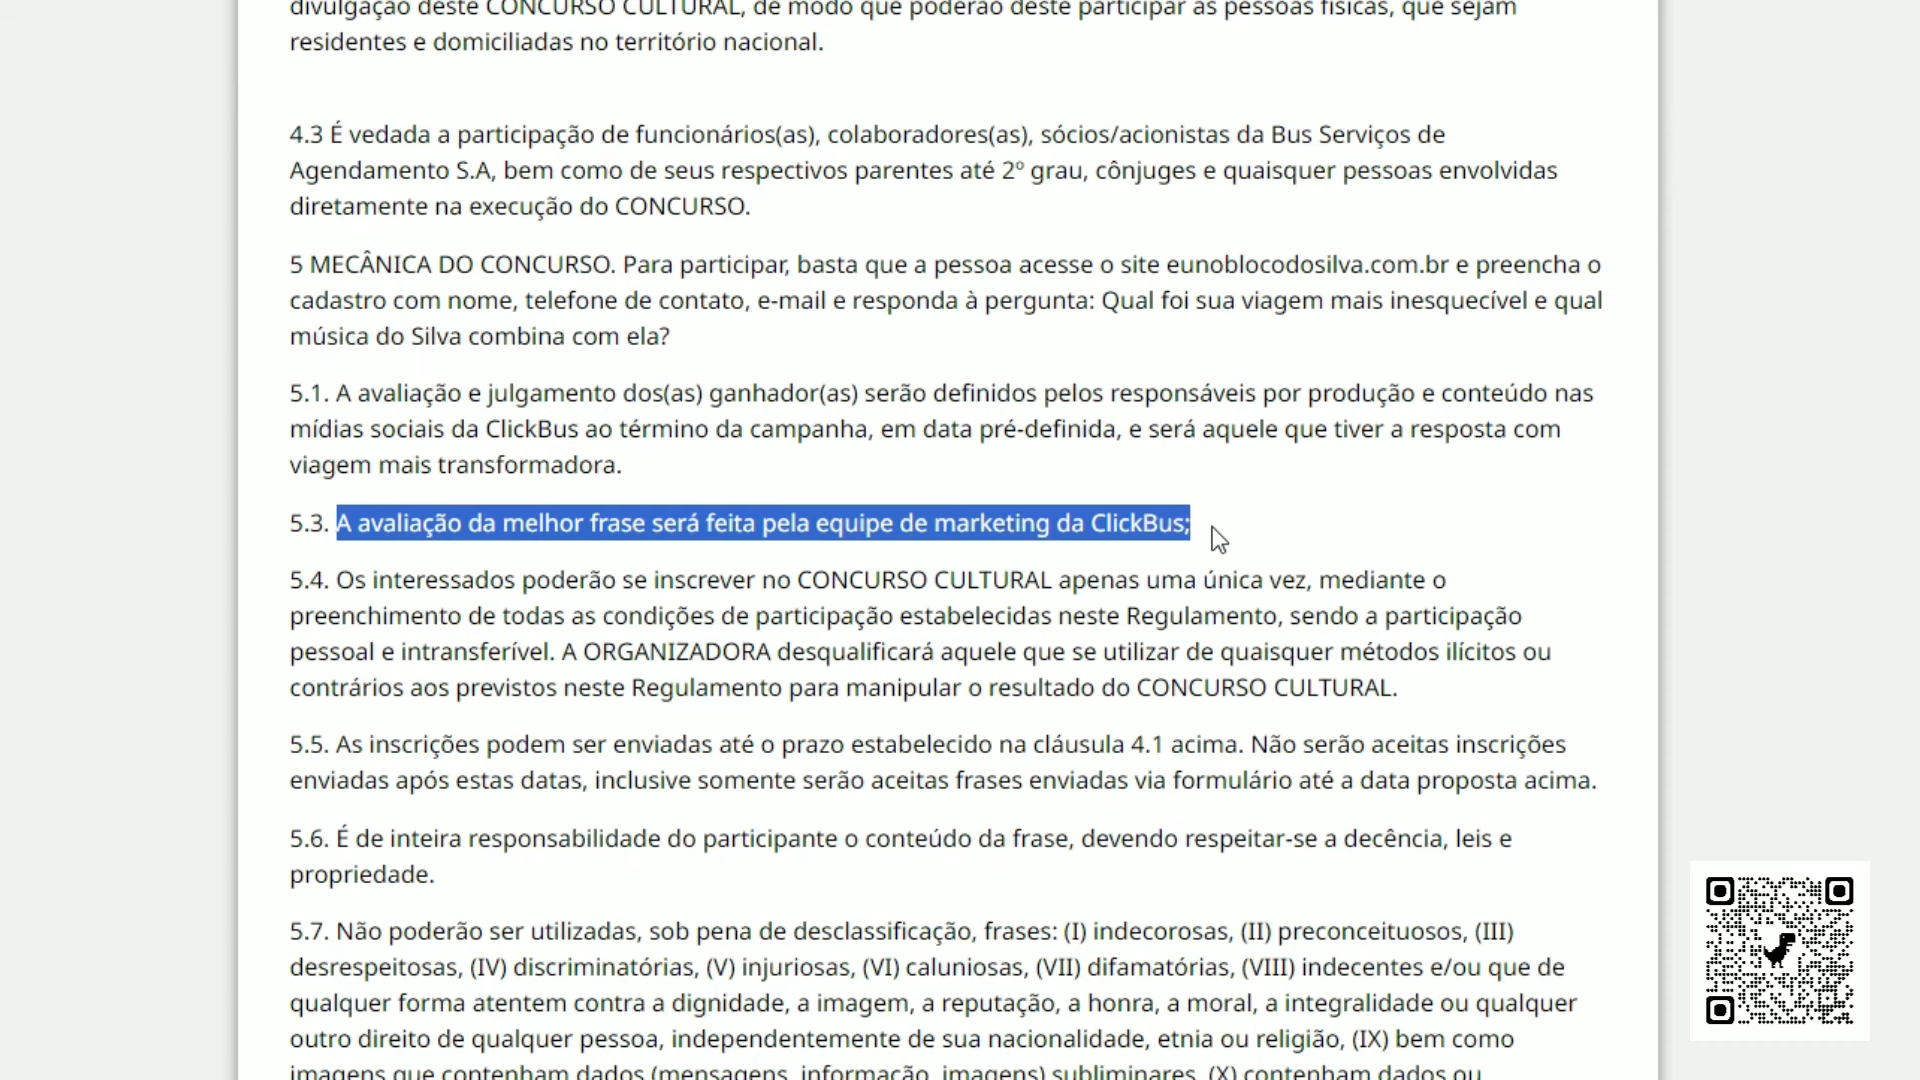 divulgação deste CONCURSO CULTURAL, de modo que poderão deste participar as pessoas físicas, que sejam
residentes e domiciliadas no território nacional.
4.3 É vedada a participação de funcionários(as), colaboradores(as), sócios/acionistas da Bus Serviços de
Agendamento S.A, bem como de seus respectivos parentes até 2º grau, cônjuges e quaisquer pessoas envolvidas
diretamente na execução do CONCURSO.
5 MECÂNICA DO CONCURSO. Para participar, basta que a pessoa acesse o site eunoblocodosilva.com.br e preencha o
cadastro com nome, telefone de contato, e-mail e responda à pergunta: Qual foi sua viagem mais inesquecível e qual
música do Silva combina com ela?
5.1. A avaliação e julgamento dos(as) ganhador(as) serão definidos pelos responsáveis por produção e conteúdo nas
mídias sociais da ClickBus ao término da campanha, em data pré-definida, e será aquele que tiver a resposta com
viagem mais transformadora.
5.3. A avaliação da melhor frase será feita pela equipe de marketing da ClickBus;
5.4. Os interessados poderão se inscrever no CONCURSO CULTURAL apenas uma única vez, mediante o
preenchimento de todas as condições de participação estabelecidas neste Regulamento, sendo a participação
pessoal e intransferível. A ORGANIZADORA desqualificará aquele que se utilizar de quaisquer métodos ilícitos ou
contrários aos previstos neste Regulamento para manipular o resultado do CONCURSO CULTURAL.
5.5. As inscrições podem ser enviadas até o prazo estabelecido na cláusula 4.1 acima. Não serão aceitas inscrições
enviadas após estas datas, inclusive somente serão aceitas frases enviadas via formulário até a data proposta acima.
5.6. É de inteira responsabilidade do participante o conteúdo da frase, devendo respeitar-se a decência, leis e
propriedade.
5.7. Não poderão ser utilizadas, sob pena de desclassificação, frases: (I) indecorosas, (II) preconceituosos, (III)
desrespeitosas, (IV) discriminatórias, (V) injuriosas, (VI) caluniosas, (VII) difamatórias, (VIII) indecentes e/ou que de
qualquer forma atentem contra a dignidade, a imagem, a reputação, a honra, a moral, a integralidade ou qualquer
outro direito de qualquer pessoa, independentemente de sua nacionalidade, etnia ou religião, (IX) bem como
imagens que contenham dados (mensagens, informação, imagens) subliminares, (X) contenham dados ou